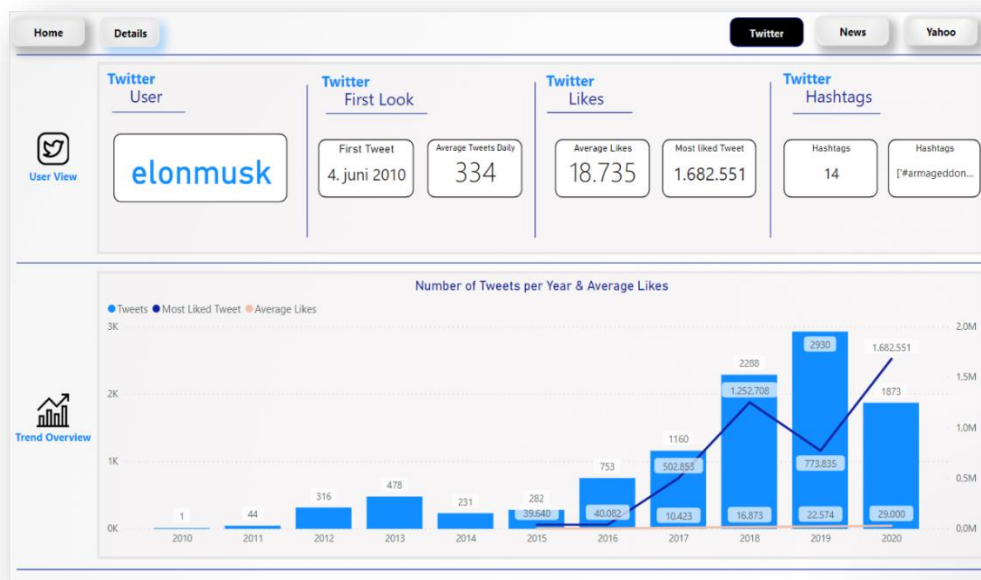 Home
Details
Twitter
News
Yahoo
User View
Twitter
User
elonmusk
Twitter
First Look
First Tweet
4. juni 2010
Average Tweets Daily
334
Twitter
Likes
Average Likes
18.735
Most liked Tweet
1.682.551
Twitter
Hashtags
Hashtags
14
Hashtags
['#armageddon...
Trend Overview
Number of Tweets per Year & Average Likes
Tweets Most Liked Tweet Average Likes
3K
2K
1K
0K
2.0M
1.5M
1.0M
0.5M
0.0M
1
44
316
478
231
282
753
1160
2288
2930
1873
39.640
40.082
502.853
1.252.708
773.835
1.682.551
10.423
16.873
22.574
29.000
2010
2011
2012
2013
2014
2015
2016
2017
2018
2019
2020